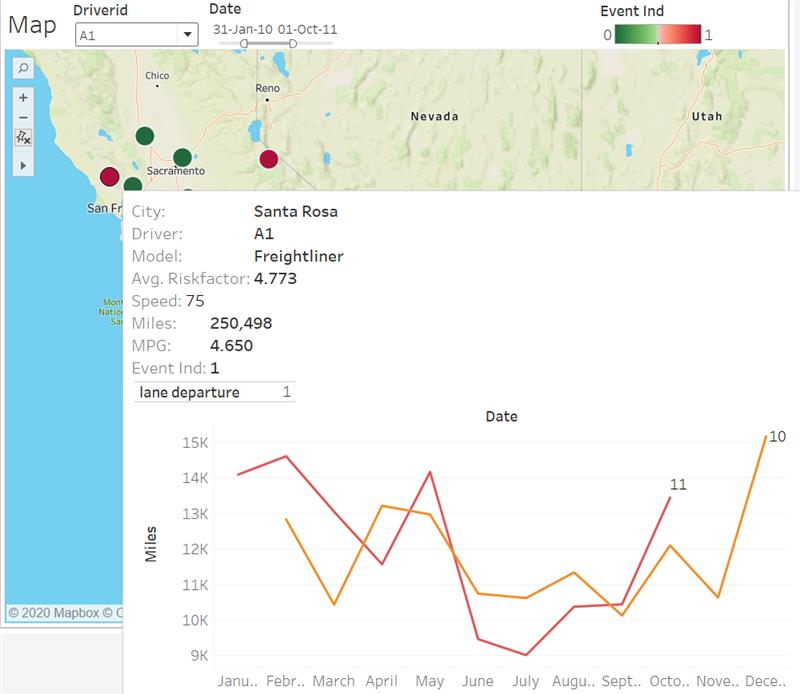 Map
Driverid
A1
Date
31-Jan-10 01-Oct-11
Event Ind
0 1
Chico
Reno
Nevada
Utah
Sacramento
San Fr
Mont
Nation
San
City: Santa Rosa
Driver: A1
Model: Freightliner
Avg. Riskfactor: 4.773
Speed: 75
Miles: 250,498
MPG: 4.650
Event Ind: 1
lane departure 1
Date
Miles
15K
14K
13K
12K
11K
10K
9K
10
11
Janu.. Febr.. March April May June July Augu.. Sept.. Octo.. Nove.. Dece..
© 2020 Mapbox ©